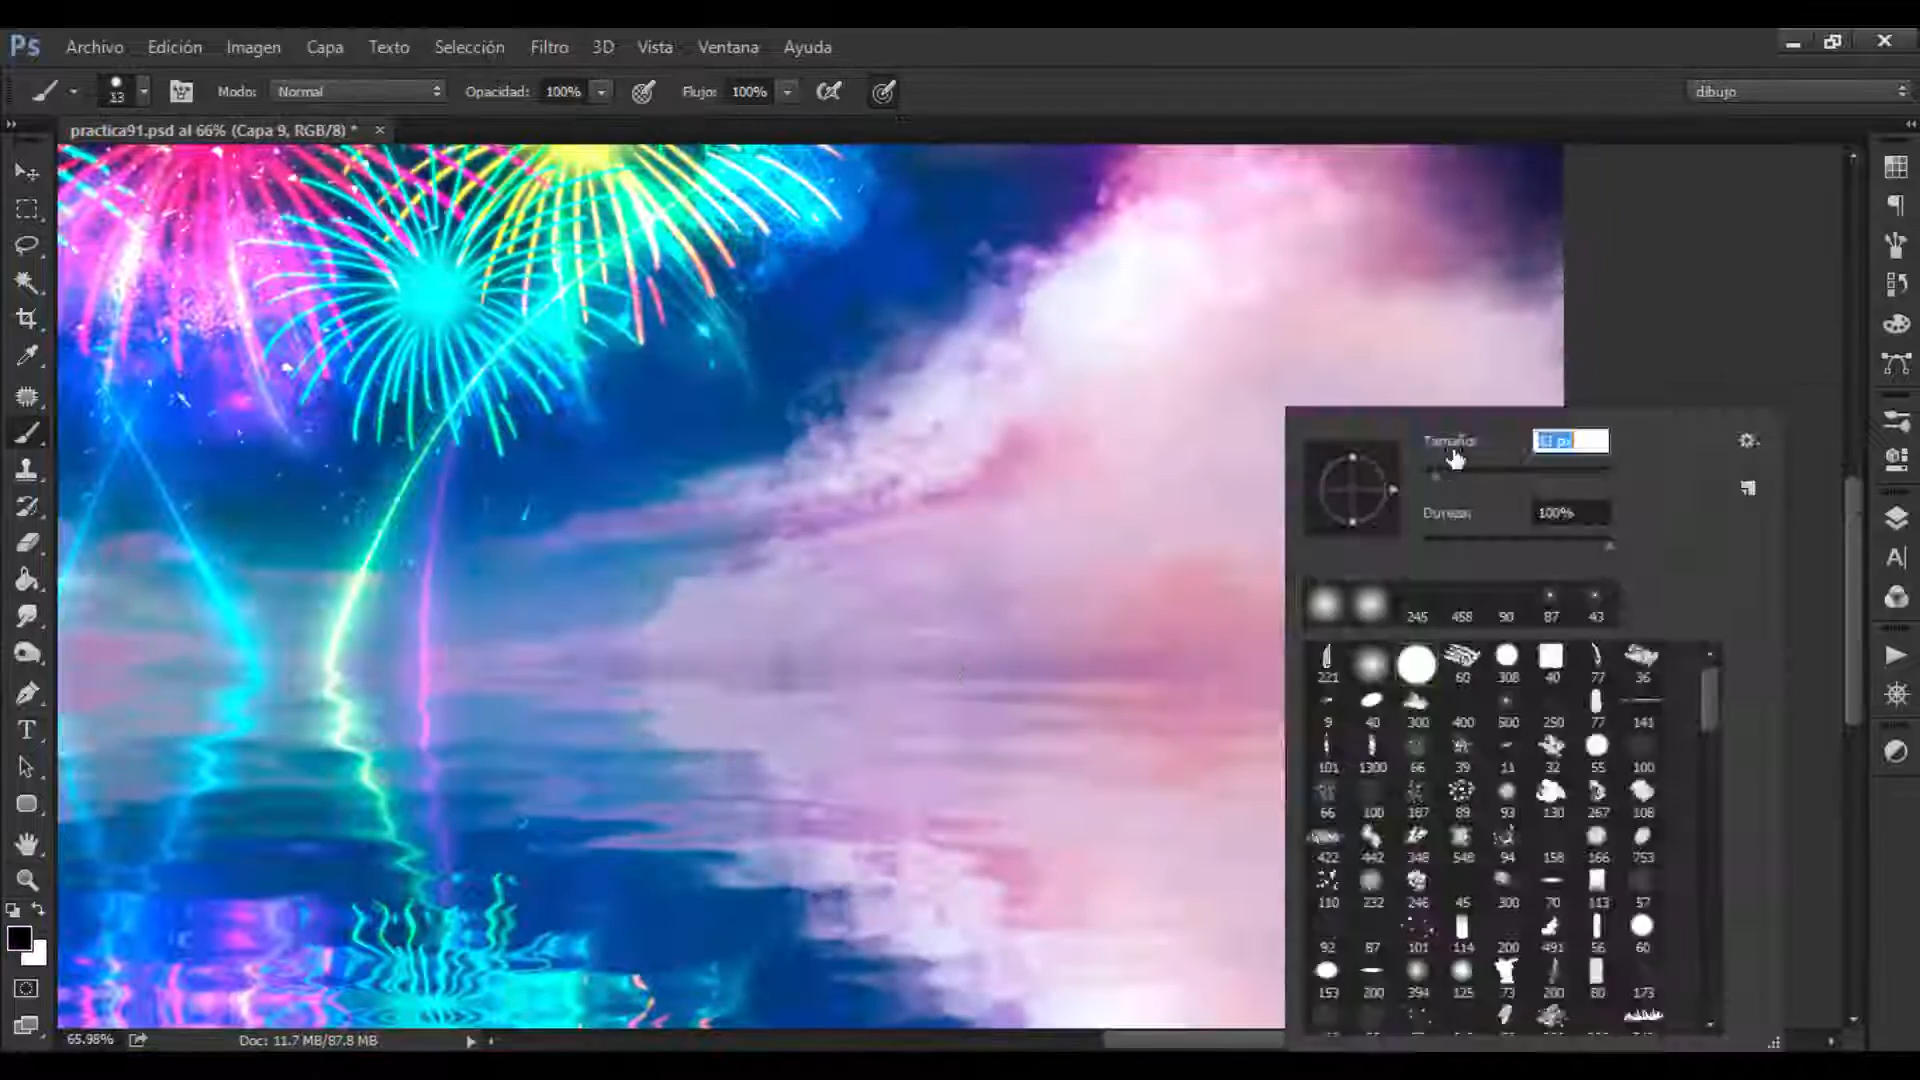 Ps Archivo Edición Imagen Capa Texto Selección Filtro 3D Vista Ventana Ayuda
13 Modo: Normal Opacidad: 100% Flujo: 100% dibujo
practica91.psd al 66% (Capa 9, RGB/8) * ×
Tamaño: 13 px
Dureza: 100%
245 458 90 87 43
221 60 308 40 77 36
9 40 300 400 500 250 77 141
101 1300 66 39 11 32 55 100
66 100 187 89 93 130 267 108
422 442 348 548 94 158 166 753
110 232 246 45 300 70 113 57
92 87 101 114 200 491 56 60
153 200 394 125 73 200 80 173
65.98% Doc: 11.7 MB/87.8 MB